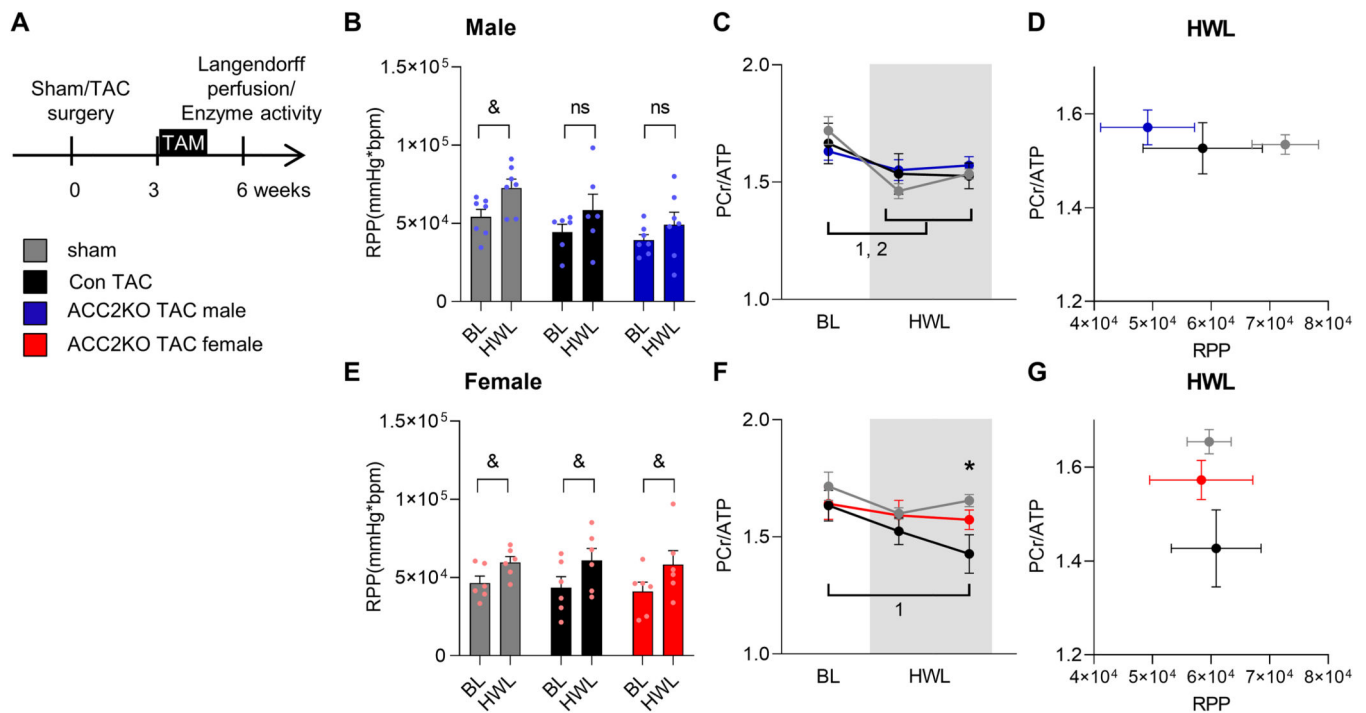 A
Sham/TAC
surgery
Langendorff
perfusion/
Enzyme activity
TAM
0 3 6 weeks
sham
Con TAC
ACC2KO TAC male
ACC2KO TAC female
B
Male
RPP(mmHg*bpm)
1.5×10⁵
1×10⁵
5×10⁴
0
& ns ns
BL HWL BL HWL BL HWL
C
PCr/ATP
2.0
1.5
1.0
1, 2
BL HWL
D
HWL
PCr/ATP
1.6
1.5
1.4
1.2
4×10⁴ 5×10⁴ 6×10⁴ 7×10⁴ 8×10⁴
RPP
E
Female
RPP(mmHg*bpm)
1.5×10⁵
1×10⁵
5×10⁴
0
& & &
BL HWL BL HWL BL HWL
F
PCr/ATP
2.0
1.5
1.0
*
1
BL HWL
G
HWL
PCr/ATP
1.6
1.4
1.2
4×10⁴ 5×10⁴ 6×10⁴ 7×10⁴ 8×10⁴
RPP